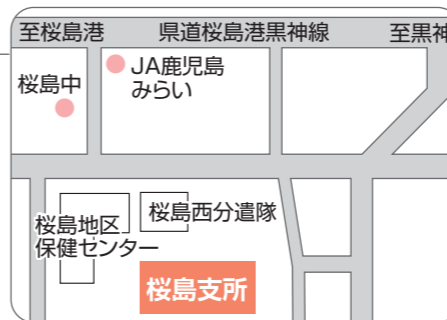 至桜島港
県道桜島港黒神線
至黒神
桜島中
JA鹿児島
みらい
桜島地区
保健センター
桜島西分遣隊
桜島支所